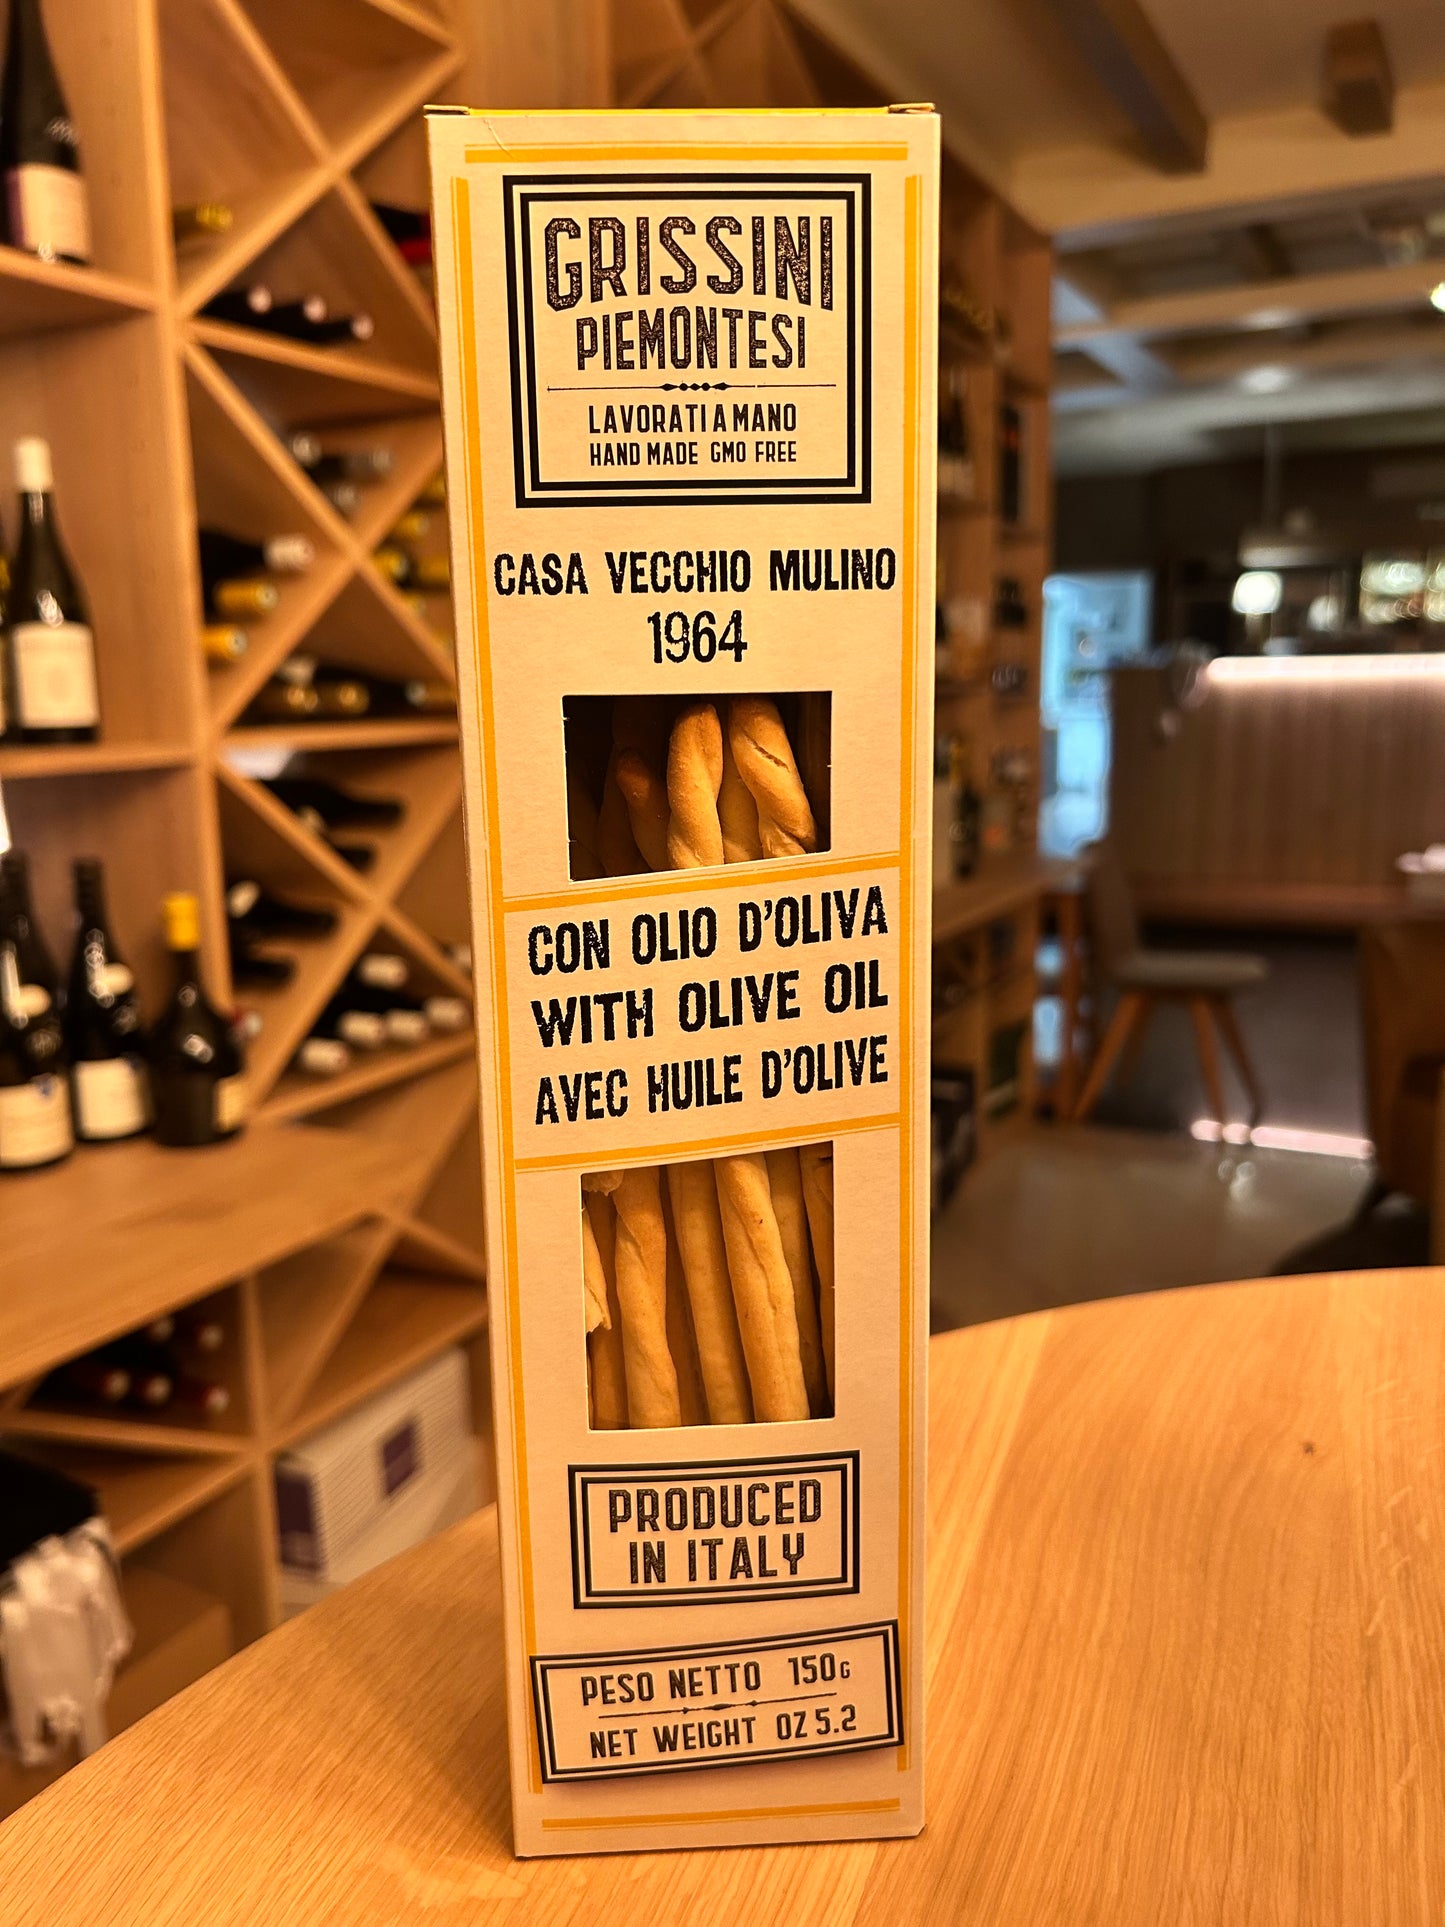 GRISSINI
PIEMONTESI
LAVORATI A MANO
HAND MADE GMO FREE
CASA VECCHIO MULINO
1964
CON OLIO D'OLIVA
WITH OLIVE OIL
AVEC HUILE D'OLIVE
PRODUCED
IN ITALY
PESO NETTO 150G
NET WEIGHT OZ 5.2